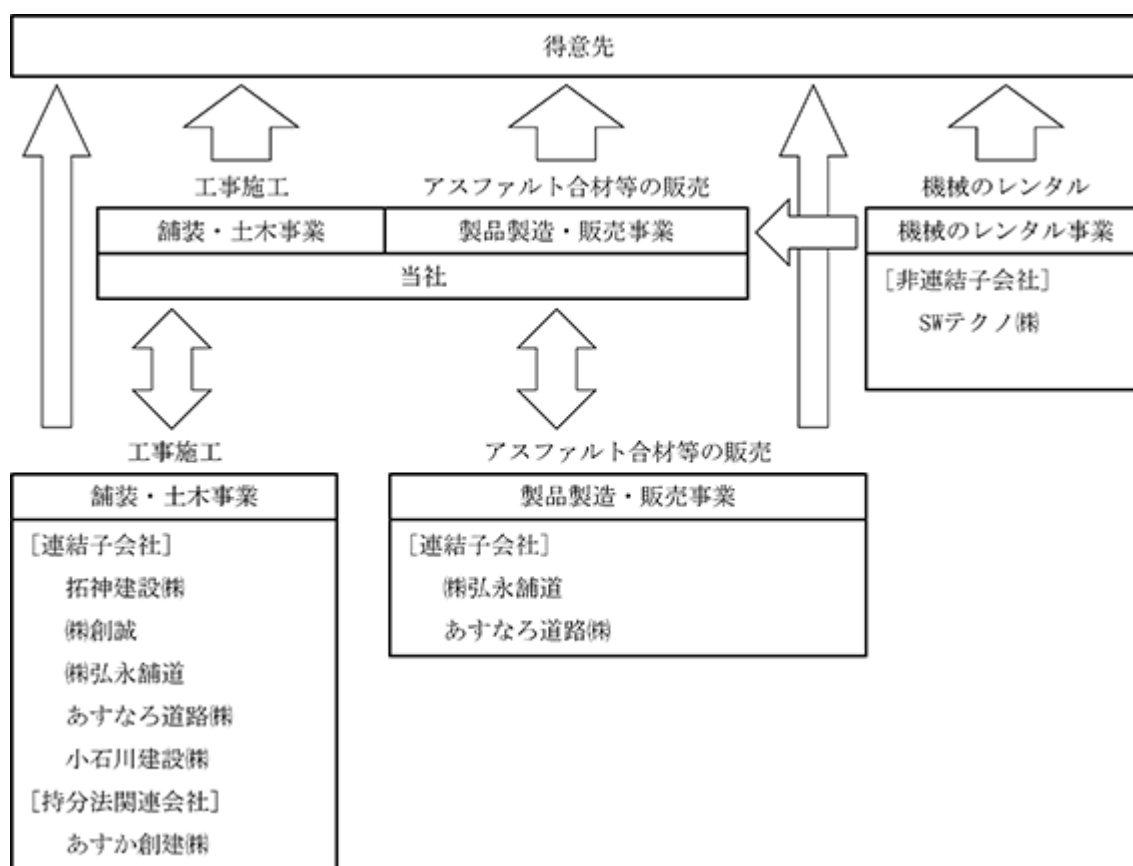 得意先
工事施工
アスファルト合材等の販売
機械のレンタル
舗装・土木事業
製品製造・販売事業
機械のレンタル事業
当社
[非連結子会社]
SWテクノ㈱
工事施工
アスファルト合材等の販売
舗装・土木事業
[連結子会社]
拓神建設㈱
㈱創誠
㈱弘永舗道
あすなろ道路㈱
小石川建設㈱
[持分法関連会社]
あすか創建㈱
製品製造・販売事業
[連結子会社]
㈱弘永舗道
あすなろ道路㈱